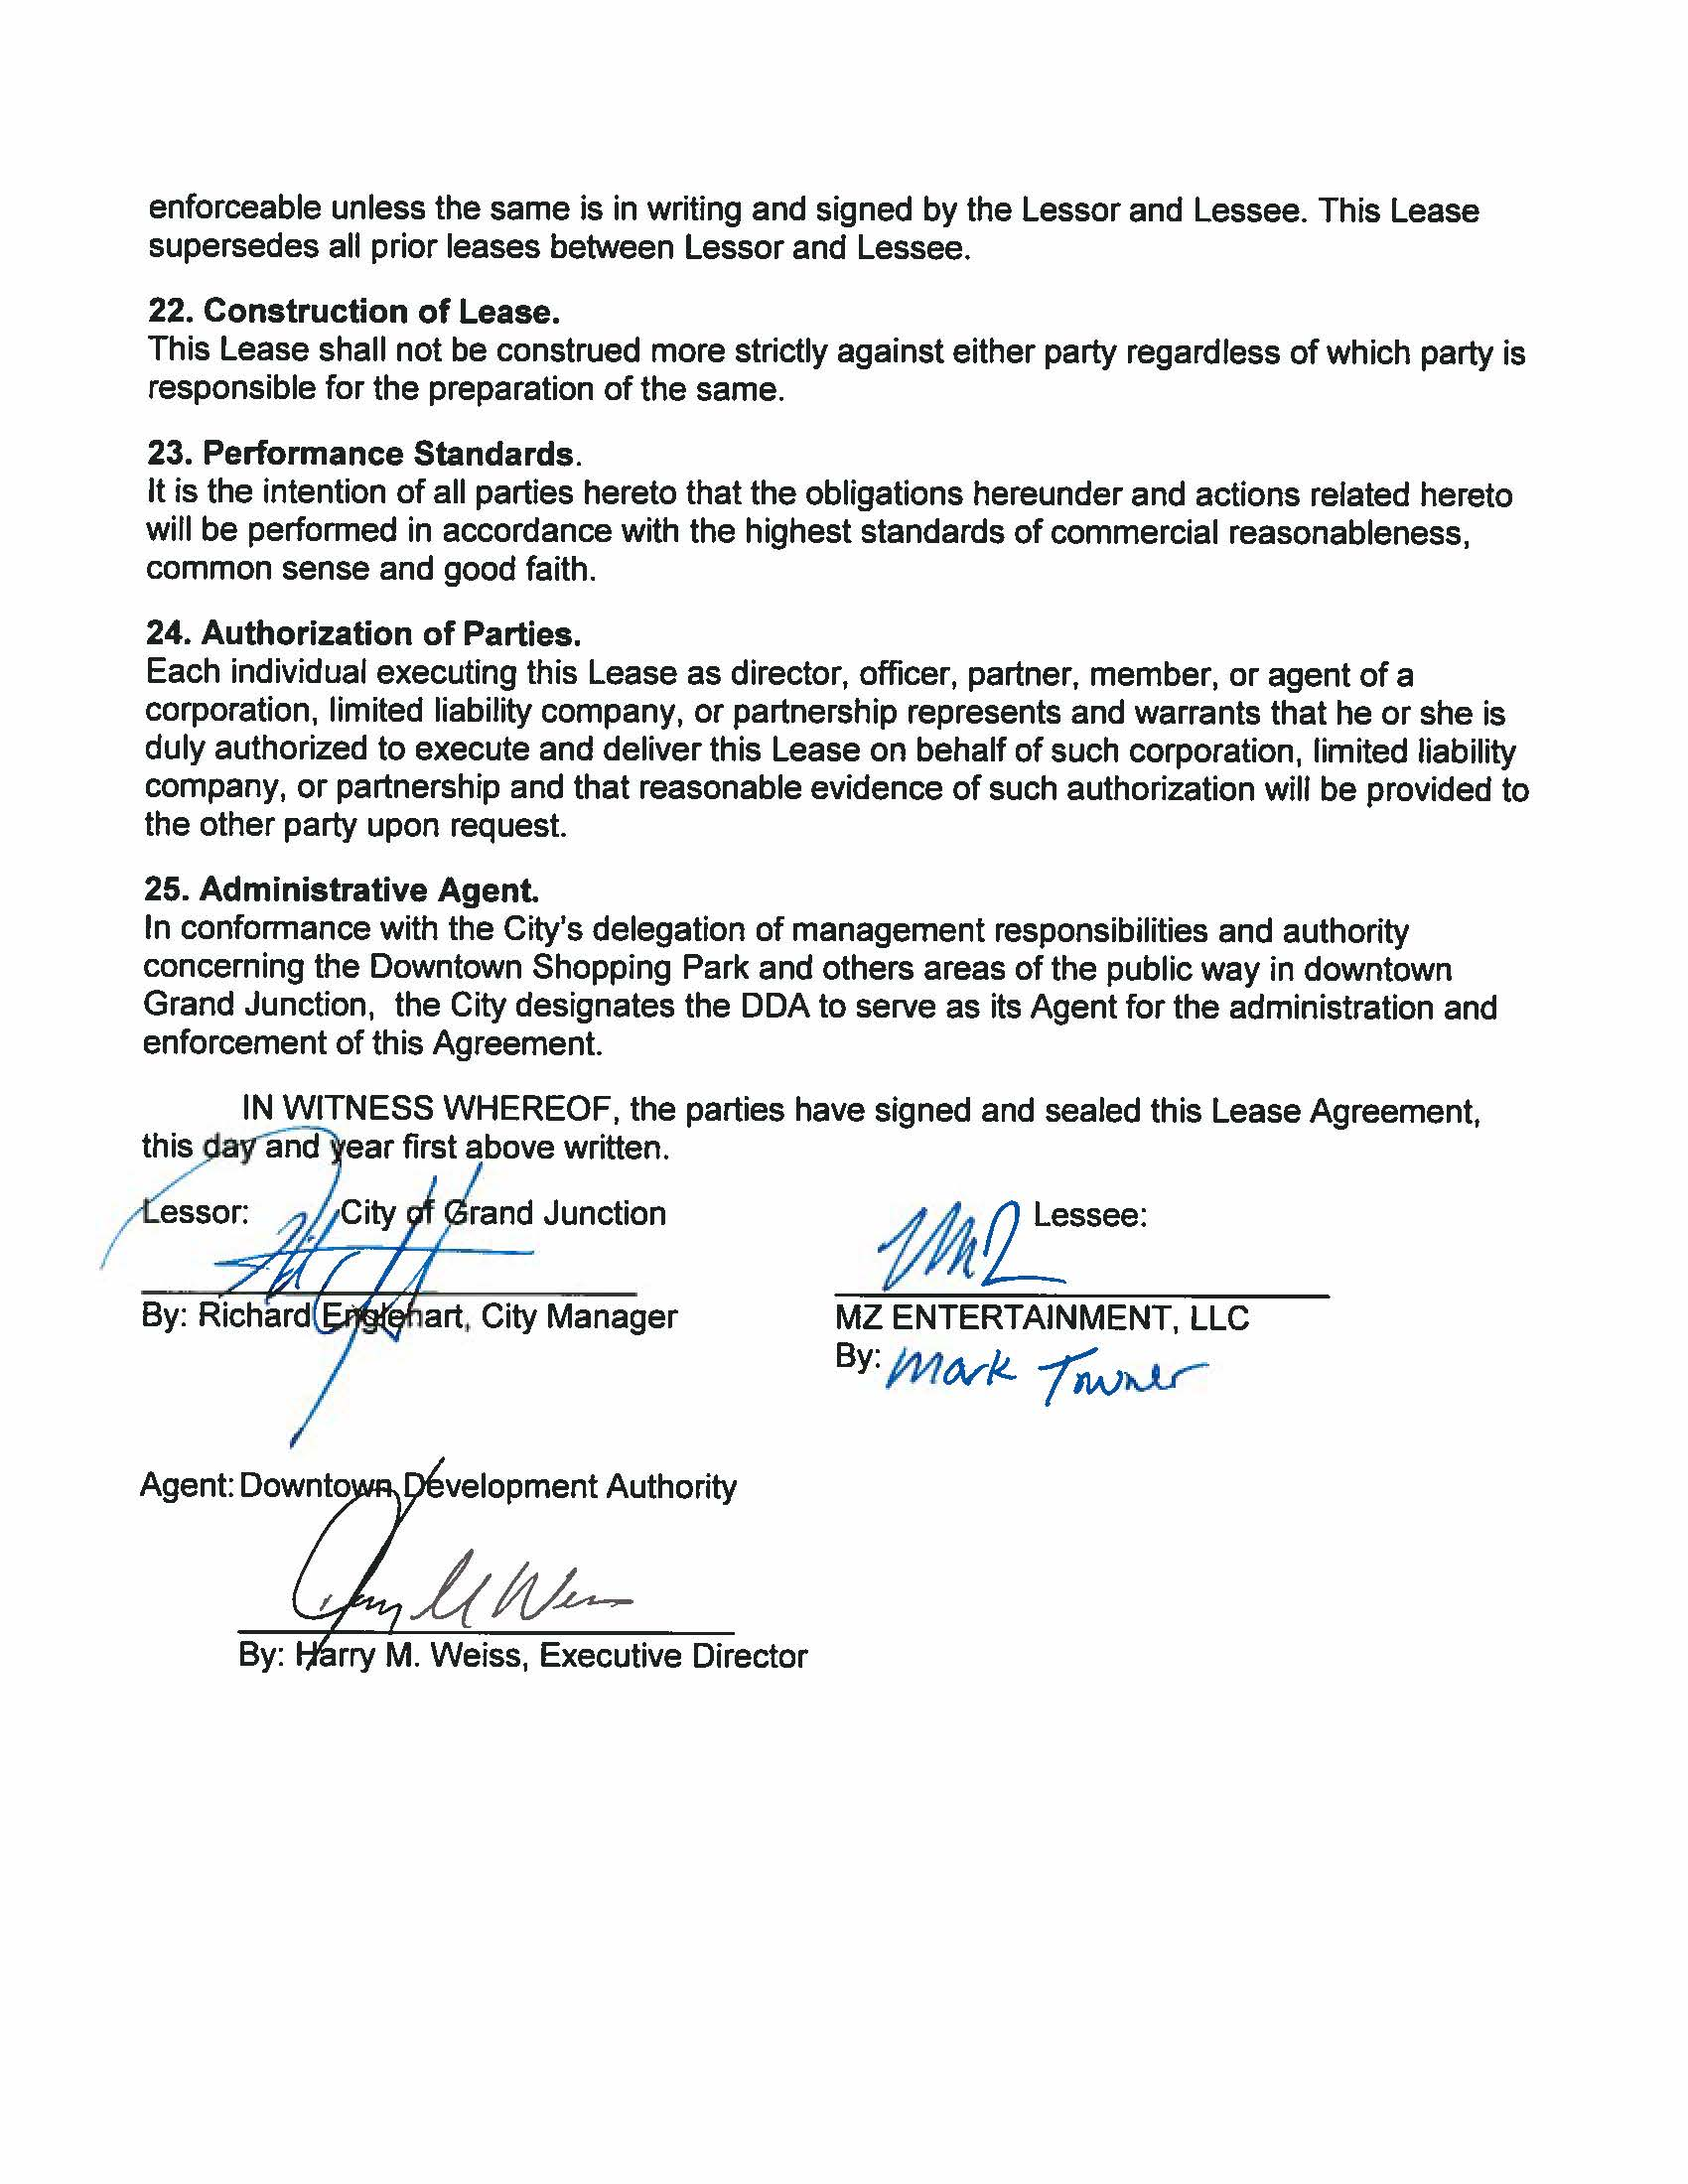 enforceable unless the same is in writing and signed by the Lessor and Lessee. This Lease
supersedes all prior leases between Lessor and Lessee.
22. Construction of Lease.
This Lease shall not be construed more strictly against either party regardless of which party is
responsible for the preparation of the same.
23. Performance Standards.
It is the intention of all parties hereto that the obligations hereunder and actions related hereto
will be performed in accordance with the highest standards of commercial reasonableness,
common sense and good faith.
24. Authorization of Parties.
Each individual executing this Lease as director, officer, partner, member, or agent of a
corporation, limited liability company, or partnership represents and warrants that he or she is
duly authorized to execute and deliver this Lease on behalf of such corporation, limited liability
company, or partnership and that reasonable evidence of such authorization will be provided to
the other party upon request.
25. Administrative Agent.
In conformance with the City's delegation of management responsibilities and authority
concerning the Downtown Shopping Park and others areas of the public way in downtown
Grand Junction, the City designates the DDA to serve as its Agent for the administration and
enforcement of this Agreement.
IN WITNESS WHEREOF, the parties have signed and sealed this Lease Agreement,
this day and year first above written.
Lessor: City of Grand Junction
Lessee:
By: Richard Englehart, City Manager
MZ ENTERTAINMENT, LLC
By: Mark Towner
Agent: Downtown Development Authority
By: Harry M. Weiss, Executive Director